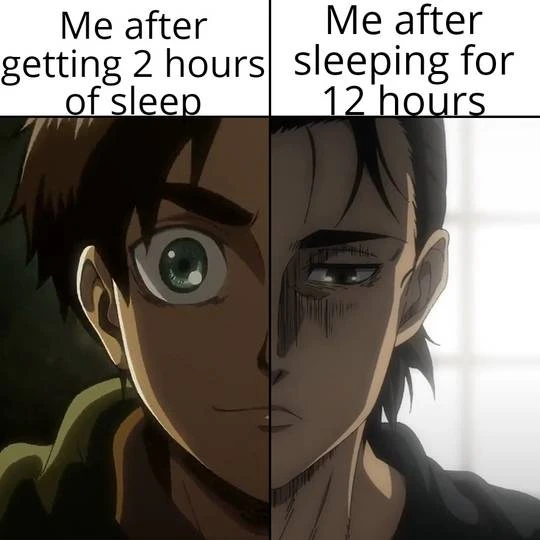 Me after
getting 2 hours
of sleep
Me after
sleeping for
12 hours